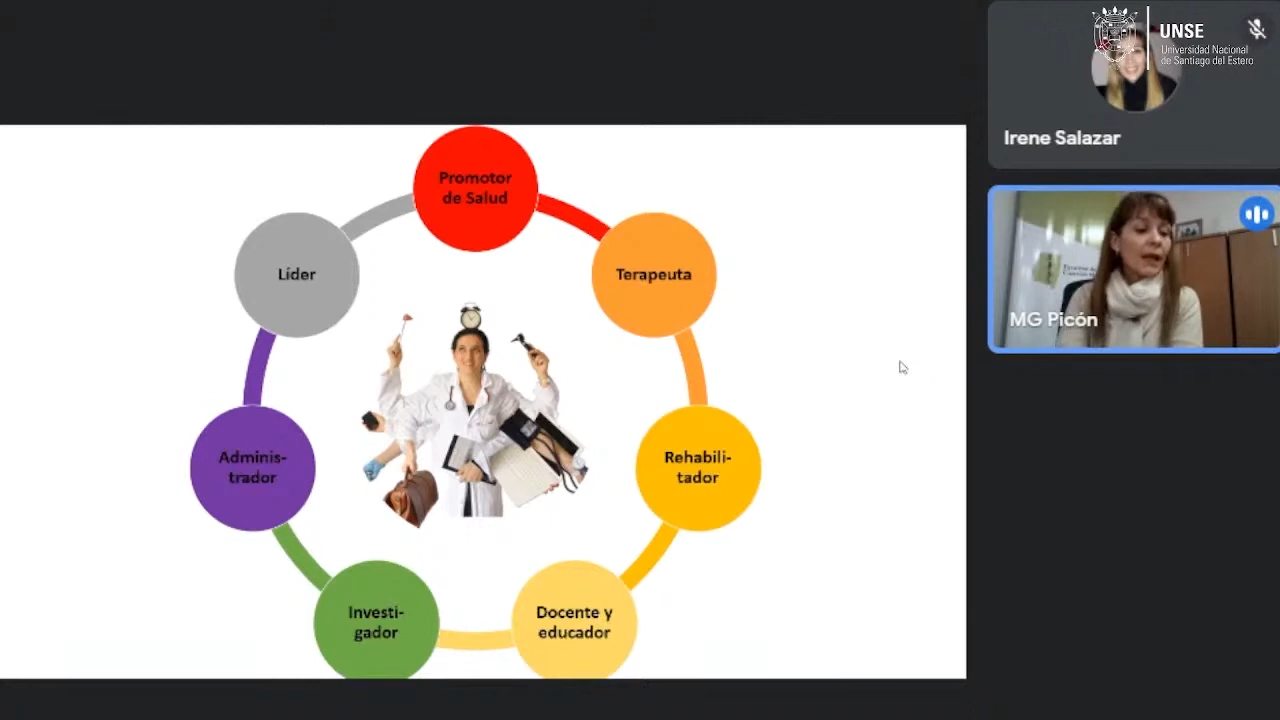 Promotor
de Salud
Líder
Terapeuta
Adminis-
trador
Rehabili-
tador
Investi-
gador
Docente y
educador
UNSE
Universidad Nacional
de Santiago del Estero
Irene Salazar
MG Picón